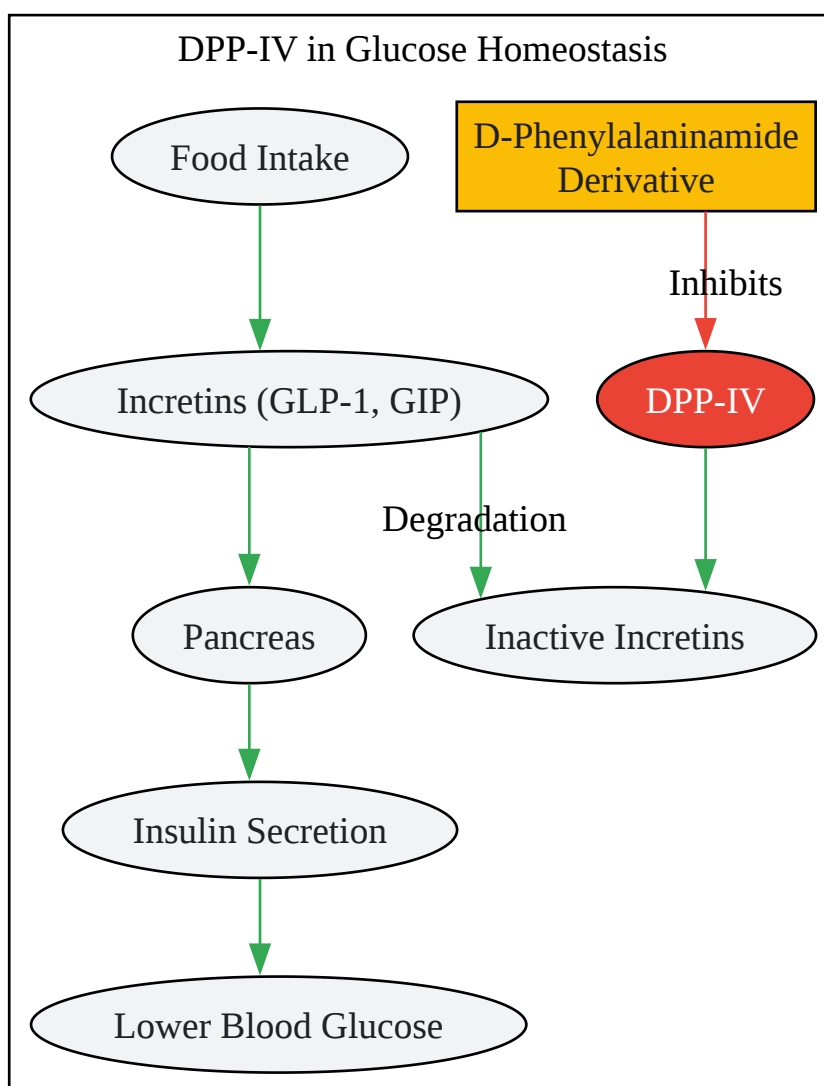 DPP-IV in Glucose Homeostasis
Food Intake
D-Phenylalaninamide
Derivative
Inhibits
Incretins (GLP-1, GIP)
DPP-IV
Degradation
Pancreas
Inactive Incretins
Insulin Secretion
Lower Blood Glucose